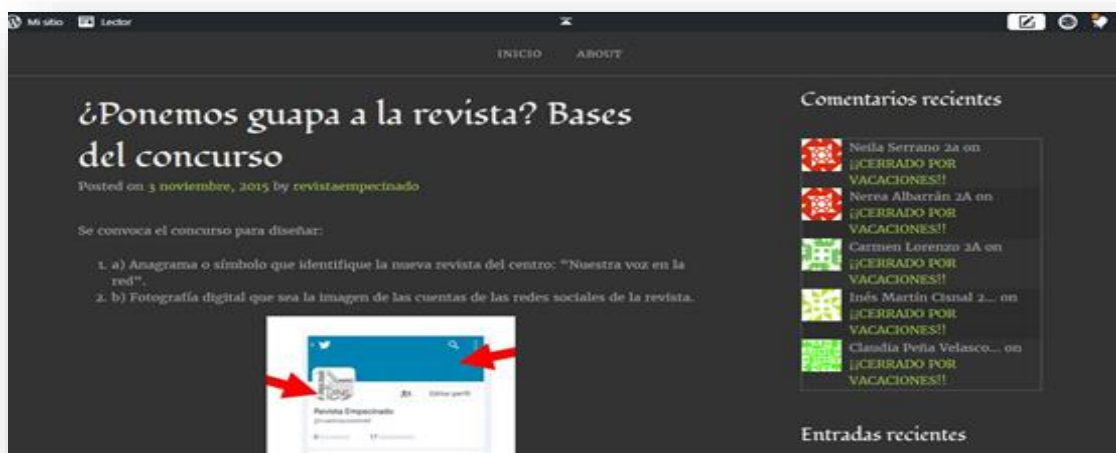 Mi sitio Lector
INICIO ABOUT
¿Ponemos guapa a la revista? Bases
del concurso
Posted on 3 noviembre, 2015 by revistaempecinado
Se convoca el concurso para diseñar:
1. a) Anagrama o símbolo que identifique la nueva revista del centro: “Nuestra voz en la
red”.
2. b) Fotografía digital que sea la imagen de las cuentas de las redes sociales de la revista.
Editar perfil
Revista Empecinado
Comentarios recientes
Neila Serrano 2a on
¡¡CERRADO POR
VACACIONES!!
Nerea Albarrán 2A on
¡¡CERRADO POR
VACACIONES!!
Carmen Lorenzo 2A on
¡¡CERRADO POR
VACACIONES!!
Inés Martín Cisnal 2... on
¡¡CERRADO POR
VACACIONES!!
Claudia Peña Velasco... on
¡¡CERRADO POR
VACACIONES!!
Entradas recientes